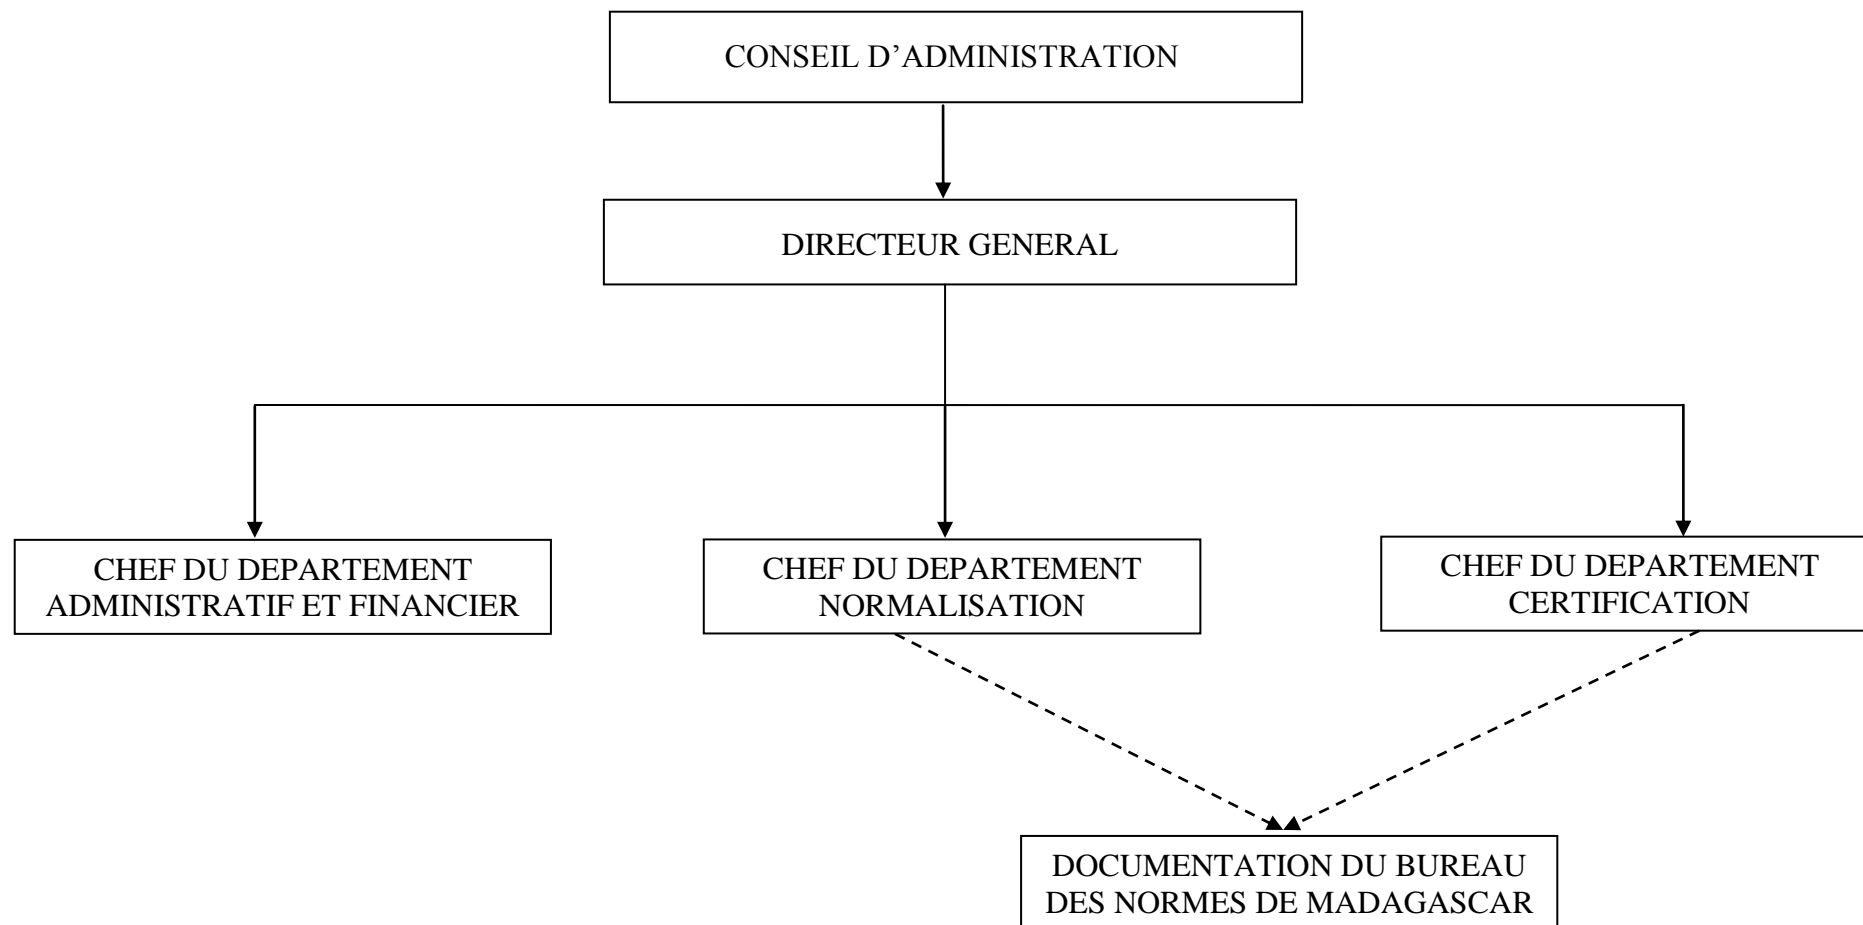 CONSEIL D’ADMINISTRATION
DIRECTEUR GENERAL
CHEF DU DEPARTEMENT
ADMINISTRATIF ET FINANCIER
CHEF DU DEPARTEMENT
NORMALISATION
CHEF DU DEPARTEMENT
CERTIFICATION
DOCUMENTATION DU BUREAU
DES NORMES DE MADAGASCAR